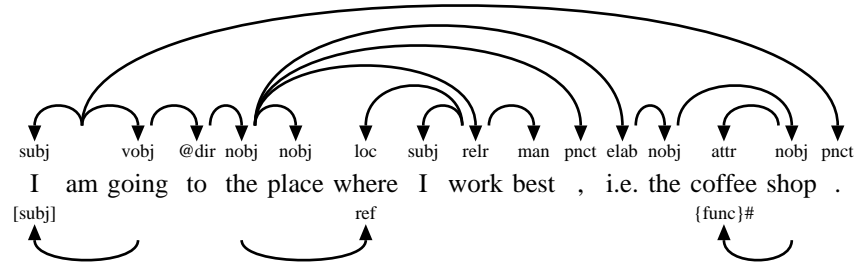 subj vobj @dir nobj nobj loc subj relr man pnct elab nobj attr nobj pnct
I am going to the place where I work best , i.e. the coffee shop .
[subj] ref {func}#